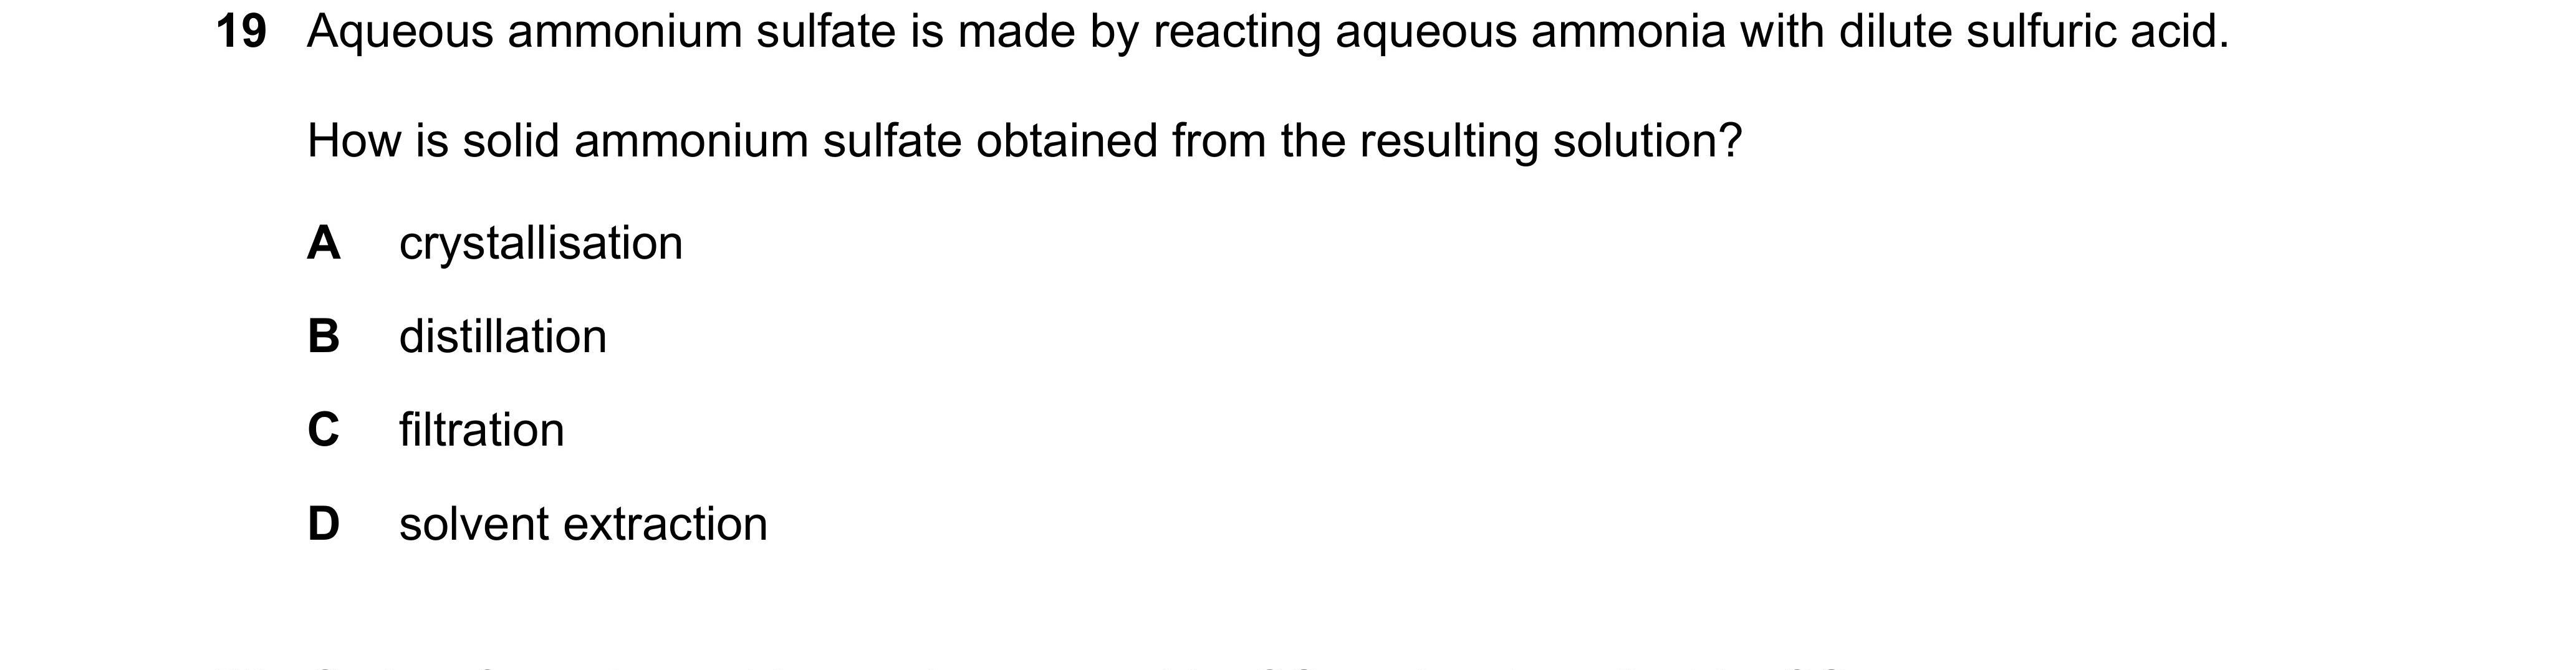 19 Aqueous ammonium sulfate is made by reacting aqueous ammonia with dilute sulfuric acid.
How is solid ammonium sulfate obtained from the resulting solution?
A crystallisation
B distillation
C filtration
D solvent extraction